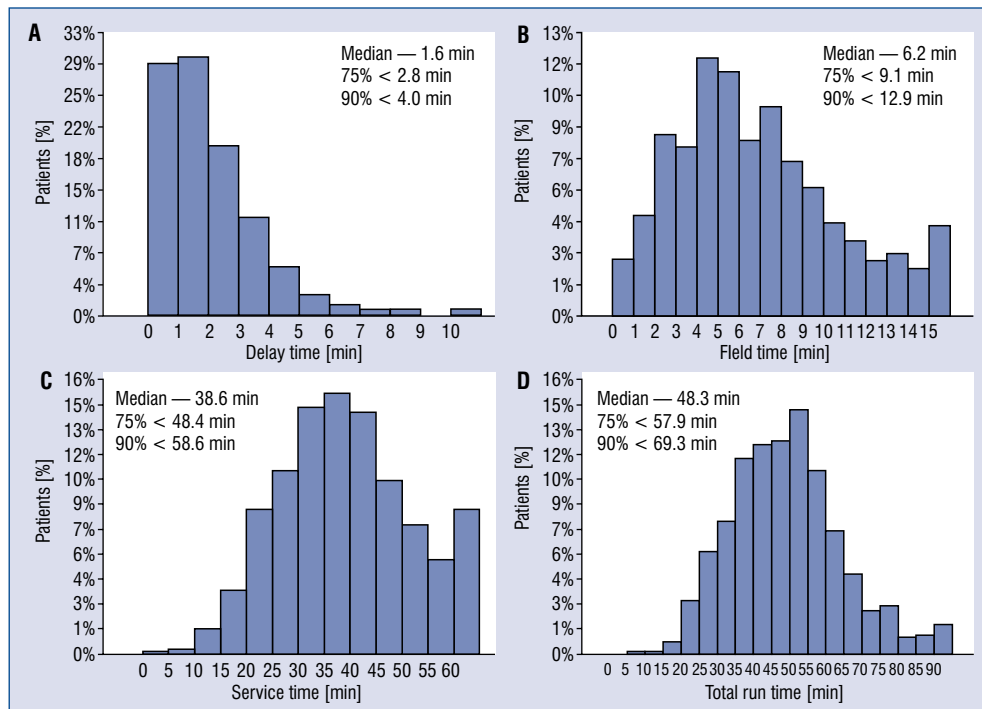 A
33%
29%
25%
22%
18%
15%
11%
7%
4%
0%
Patients [%]
Median — 1.6 min
75% < 2.8 min
90% < 4.0 min
0 1 2 3 4 5 6 7 8 9 10
Delay time [min]
B
13%
12%
10%
9%
7%
6%
4%
3%
1%
0%
Patients [%]
Median — 6.2 min
75% < 9.1 min
90% < 12.9 min
0 1 2 3 4 5 6 7 8 9 10 11 12 13 14 15
Fleld time [min]
C
16%
15%
13%
12%
10%
9%
7%
6%
4%
3%
1%
0%
Patients [%]
Median — 38.6 min
75% < 48.4 min
90% < 58.6 min
0 5 10 15 20 25 30 35 40 45 50 55 60
Service time [min]
D
16%
15%
13%
12%
10%
9%
7%
6%
4%
3%
1%
0%
Patients [%]
Median — 48.3 min
75% < 57.9 min
90% < 69.3 min
0 5 10 15 20 25 30 35 40 45 50 55 60 65 70 75 80 85 90
Total run time [min]